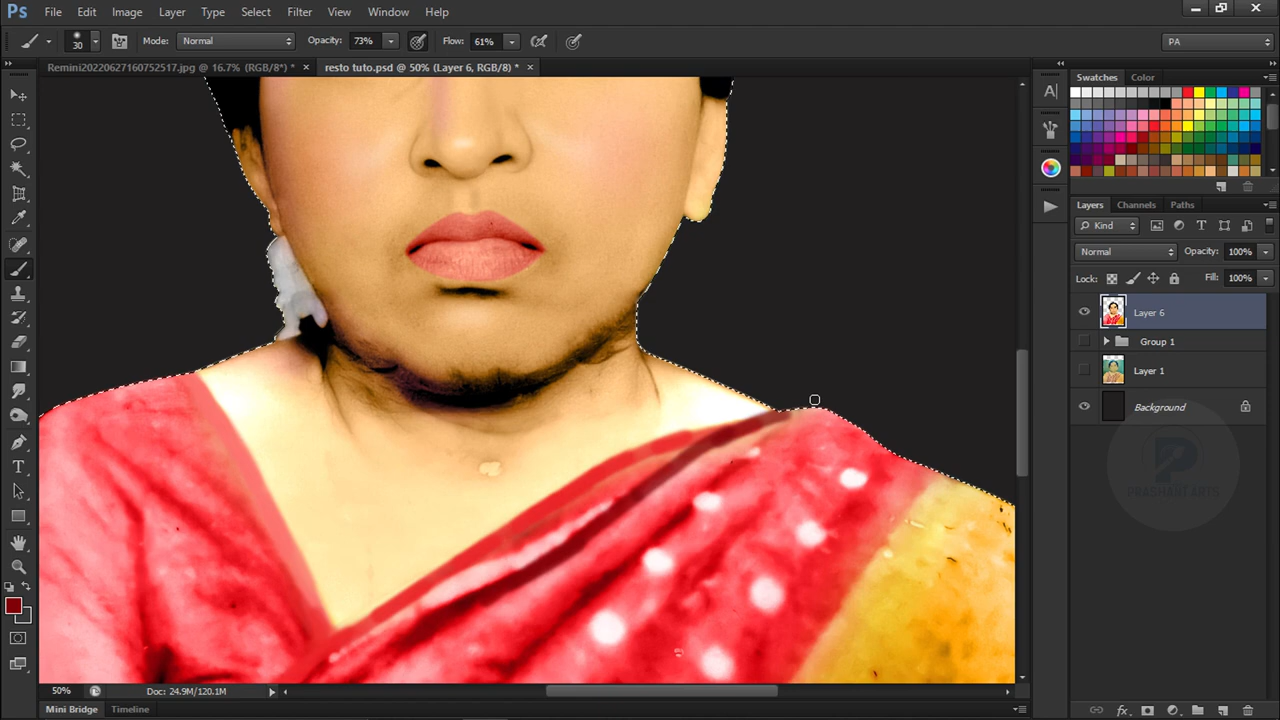 Ps File Edit Image Layer Type Select Filter View Window Help
30 Mode: Normal Opacity: 73% Flow: 61% PA
Remini20220627160752517.jpg @ 16.7% (RGB/8*) * × resto tuto.psd @ 50% (Layer 6, RGB/8) * ×
Swatches Color
Layers Channels Paths
Kind
Normal Opacity: 100%
Lock: Fill: 100%
Layer 6
Group 1
Layer 1
Background
PRASHANT ARTS
50% Doc: 24.9M/120.1M
Mini Bridge Timeline